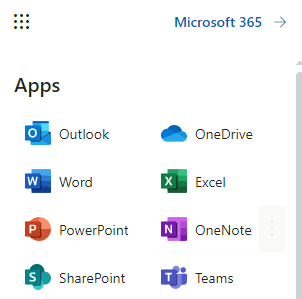 Microsoft 365
Apps
Outlook OneDrive
Word Excel
PowerPoint OneNote
SharePoint Teams